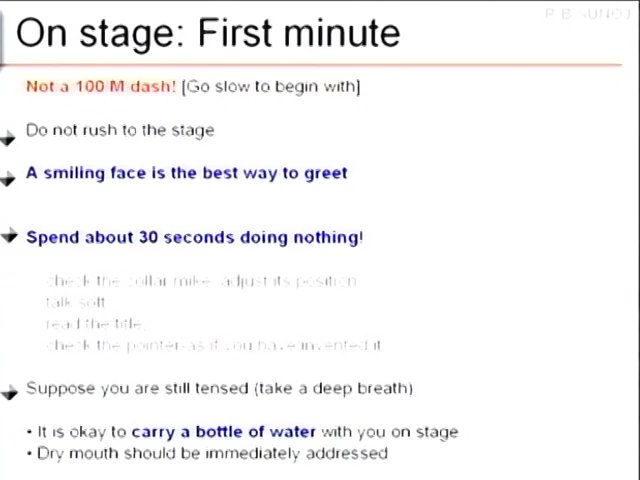 P B SUNOJ
On stage: First minute
Not a 100 M dash! [Go slow to begin with]
Do not rush to the stage
A smiling face is the best way to greet
Spend about 30 seconds doing nothing!
check the collar mike, adjust its position
talk soft
read the title
check the pointer-as if you have invented it
Suppose you are still tensed (take a deep breath)
• It is okay to carry a bottle of water with you on stage
• Dry mouth should be immediately addressed